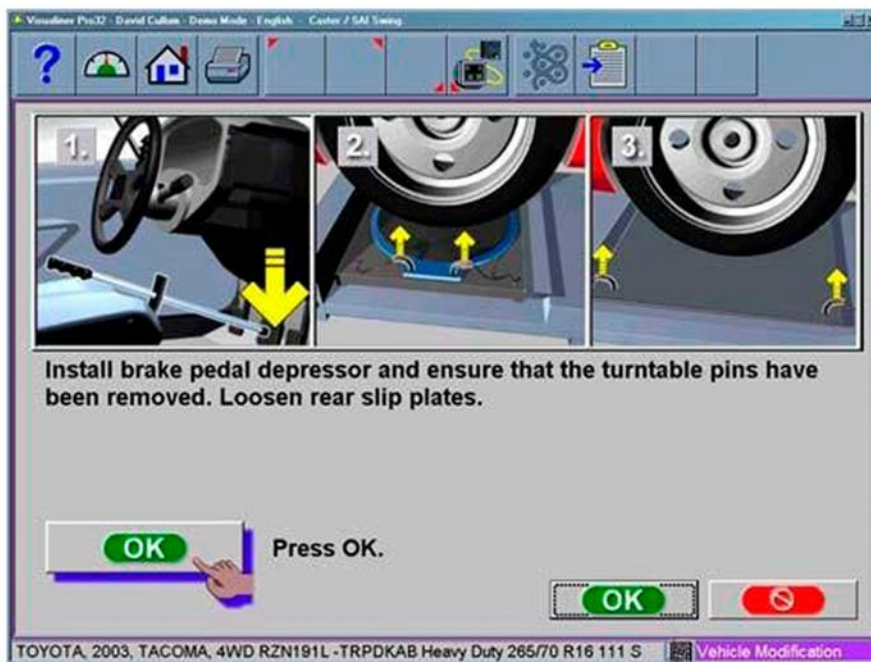 Visualiner Pro32 - David Cullum - Demo Mode - English - Caster / SAI Swing
?
1.
2.
3.
Install brake pedal depressor and ensure that the turntable pins have
been removed. Loosen rear slip plates.
OK
Press OK.
OK
TOYOTA, 2003, TACOMA, 4WD RZN191L -TRPDKAB Heavy Duty 265/70 R16 111 S
Vehicle Modification